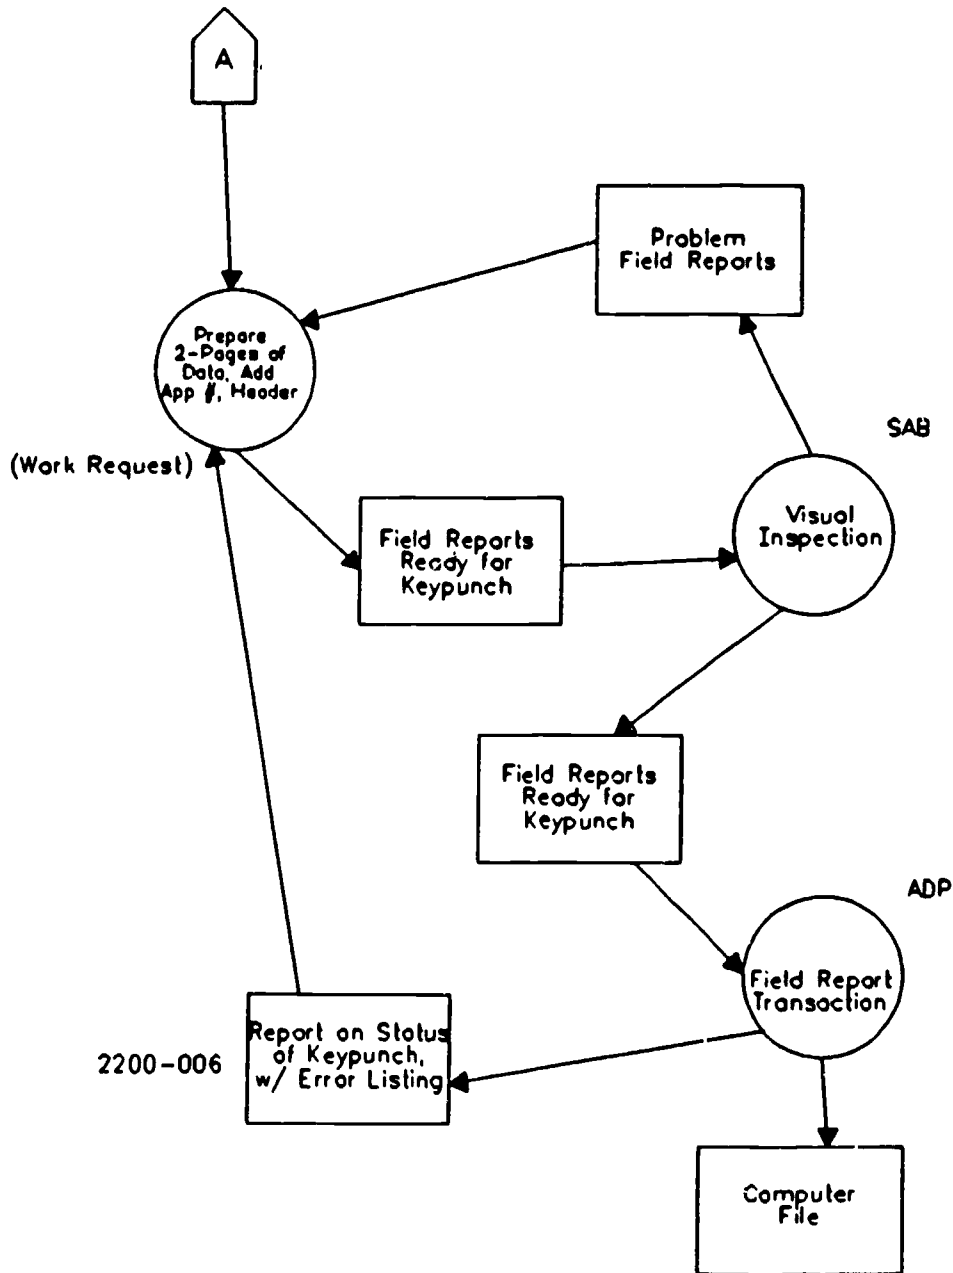 A
Problem
Field Reports
Prepare
2-Pages of
Data, Add
App #, Header
SAB
(Work Request)
Visual
Inspection
Field Reports
Ready for
Keypunch
Field Reports
Ready for
Keypunch
ADP
Field Report
Transaction
Report on Status
of Keypunch,
w/ Error Listing
2200-006
Computer
File